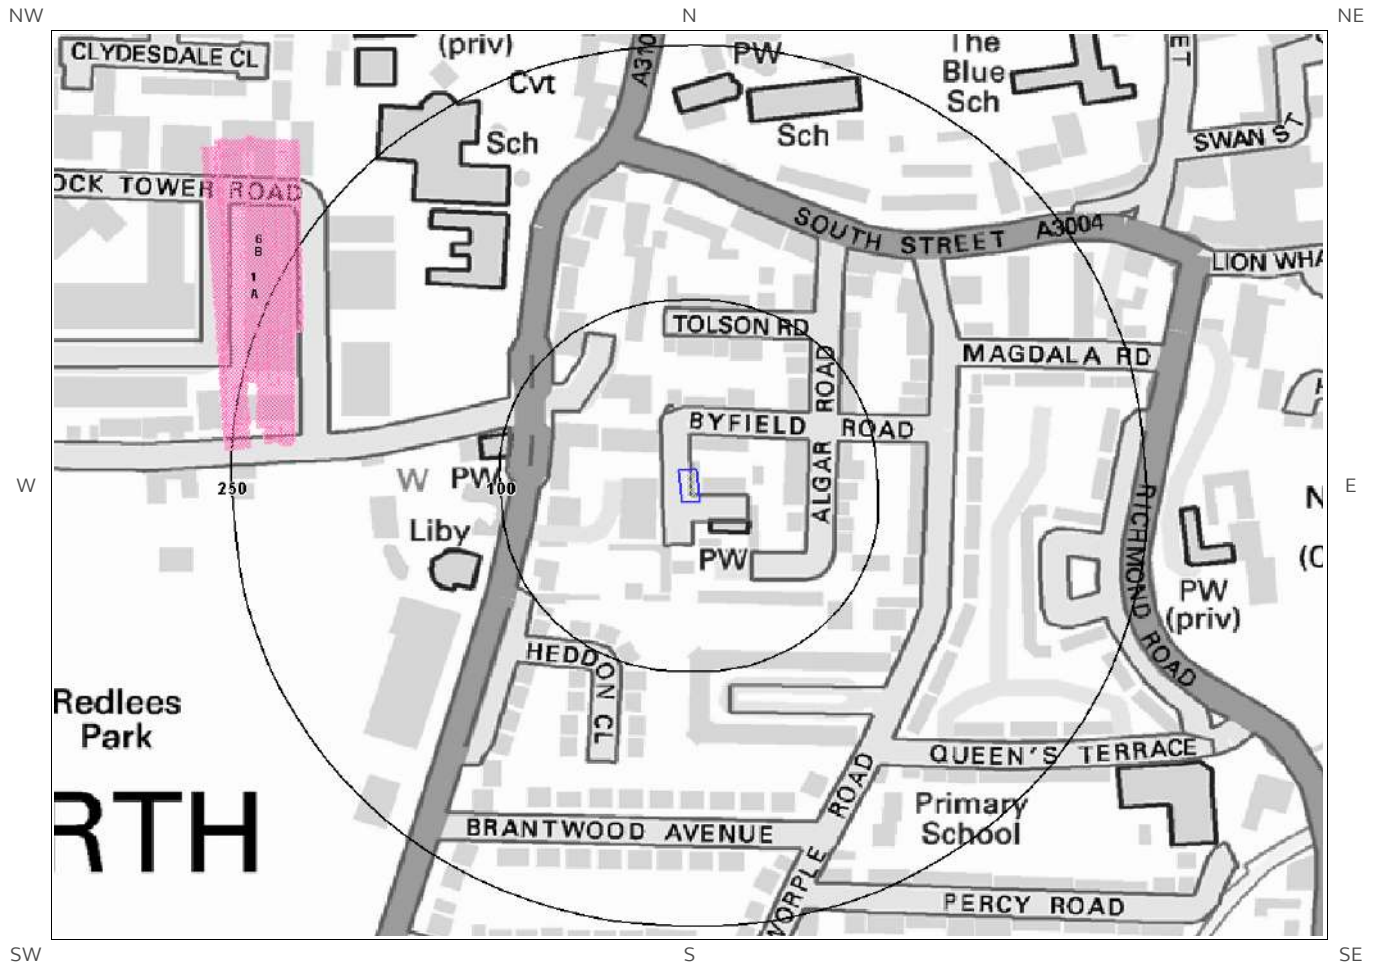 NW
N
NE
CLYDESDALE CL
(priv)
Cvt
A310
PW
The
Blue
Sch
ET
Sch
Sch
SWAN ST
OCK TOWER ROAD
SOUTH STREET A3004
LION WHA
6
B
1
A
TOLSON RD
MAGDALA RD
ALGAR ROAD
BYFIELD ROAD
W
W
PW
250
100
E
N
Liby
PW
RICHMOND ROAD
PW
(priv)
(C
HEDDON CL
Redlees
Park
QUEEN'S TERRACE
RTH
BRANTWOOD AVENUE
WORPLE ROAD
Primary
School
PERCY ROAD
SW
S
SE